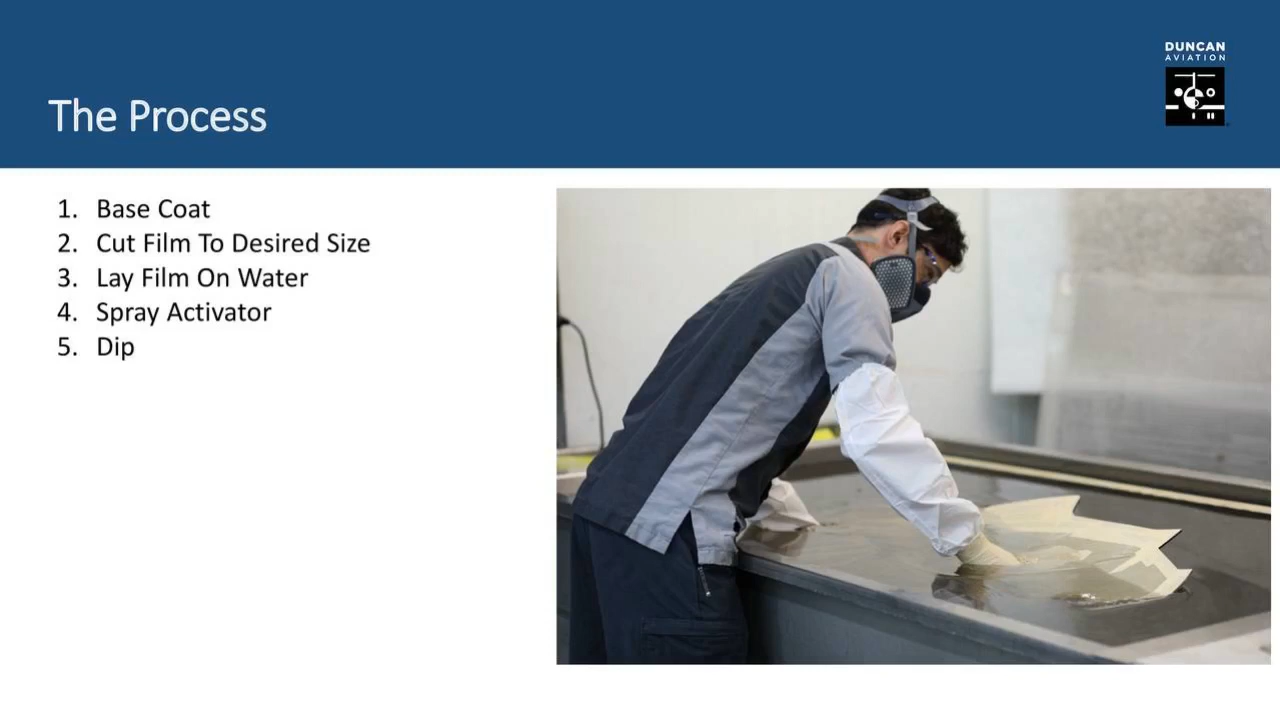 DUNCAN
AVIATION
The Process
1. Base Coat
2. Cut Film To Desired Size
3. Lay Film On Water
4. Spray Activator
5. Dip